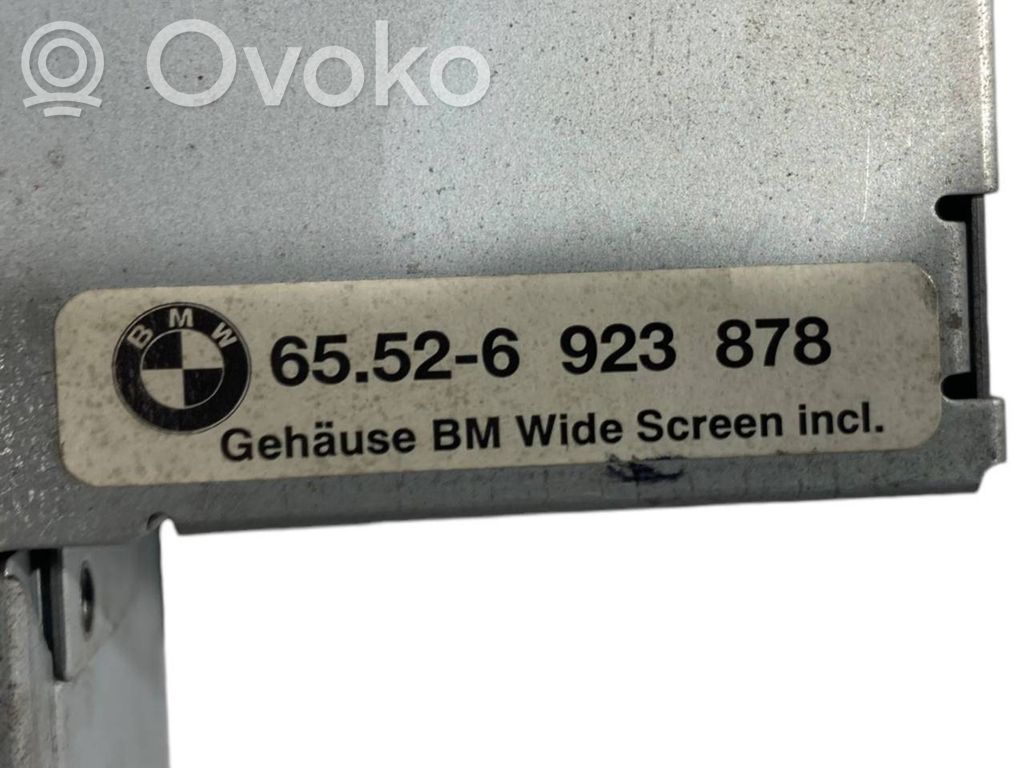 Ovoko
BMW
65.52-6 923 878
Gehäuse BM Wide Screen incl.